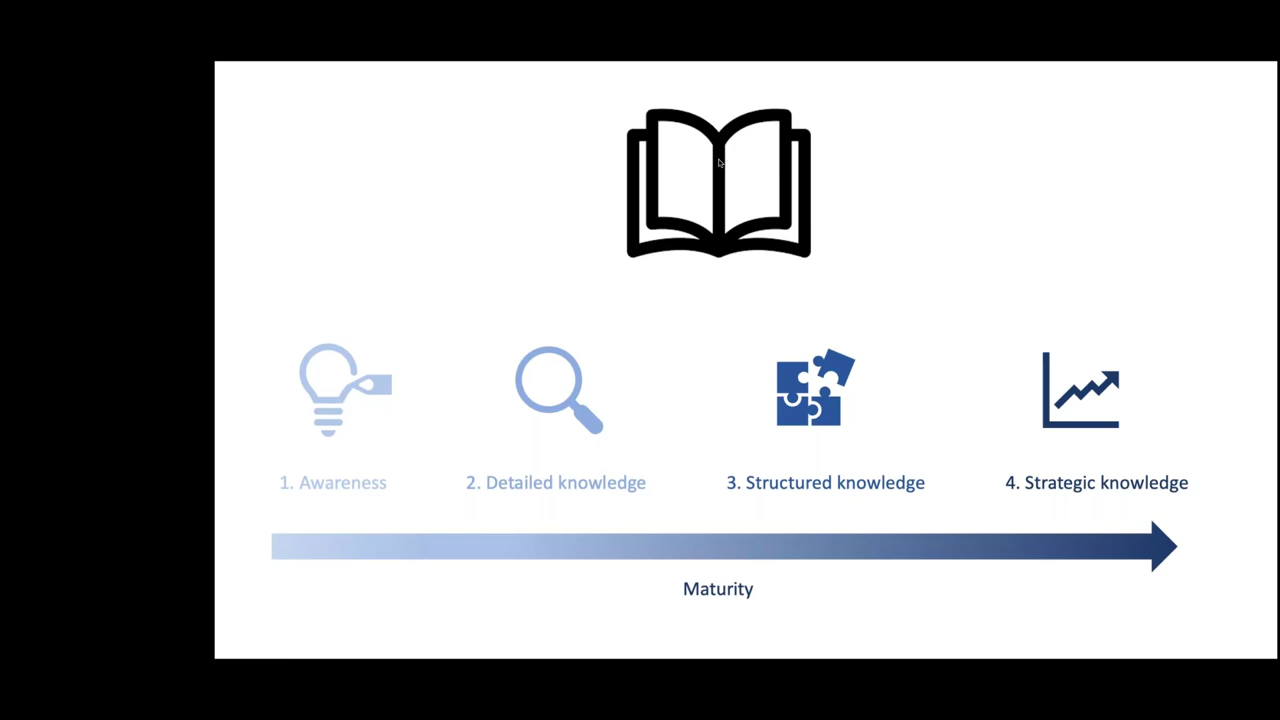 1. Awareness
2. Detailed knowledge
3. Structured knowledge
4. Strategic knowledge
Maturity